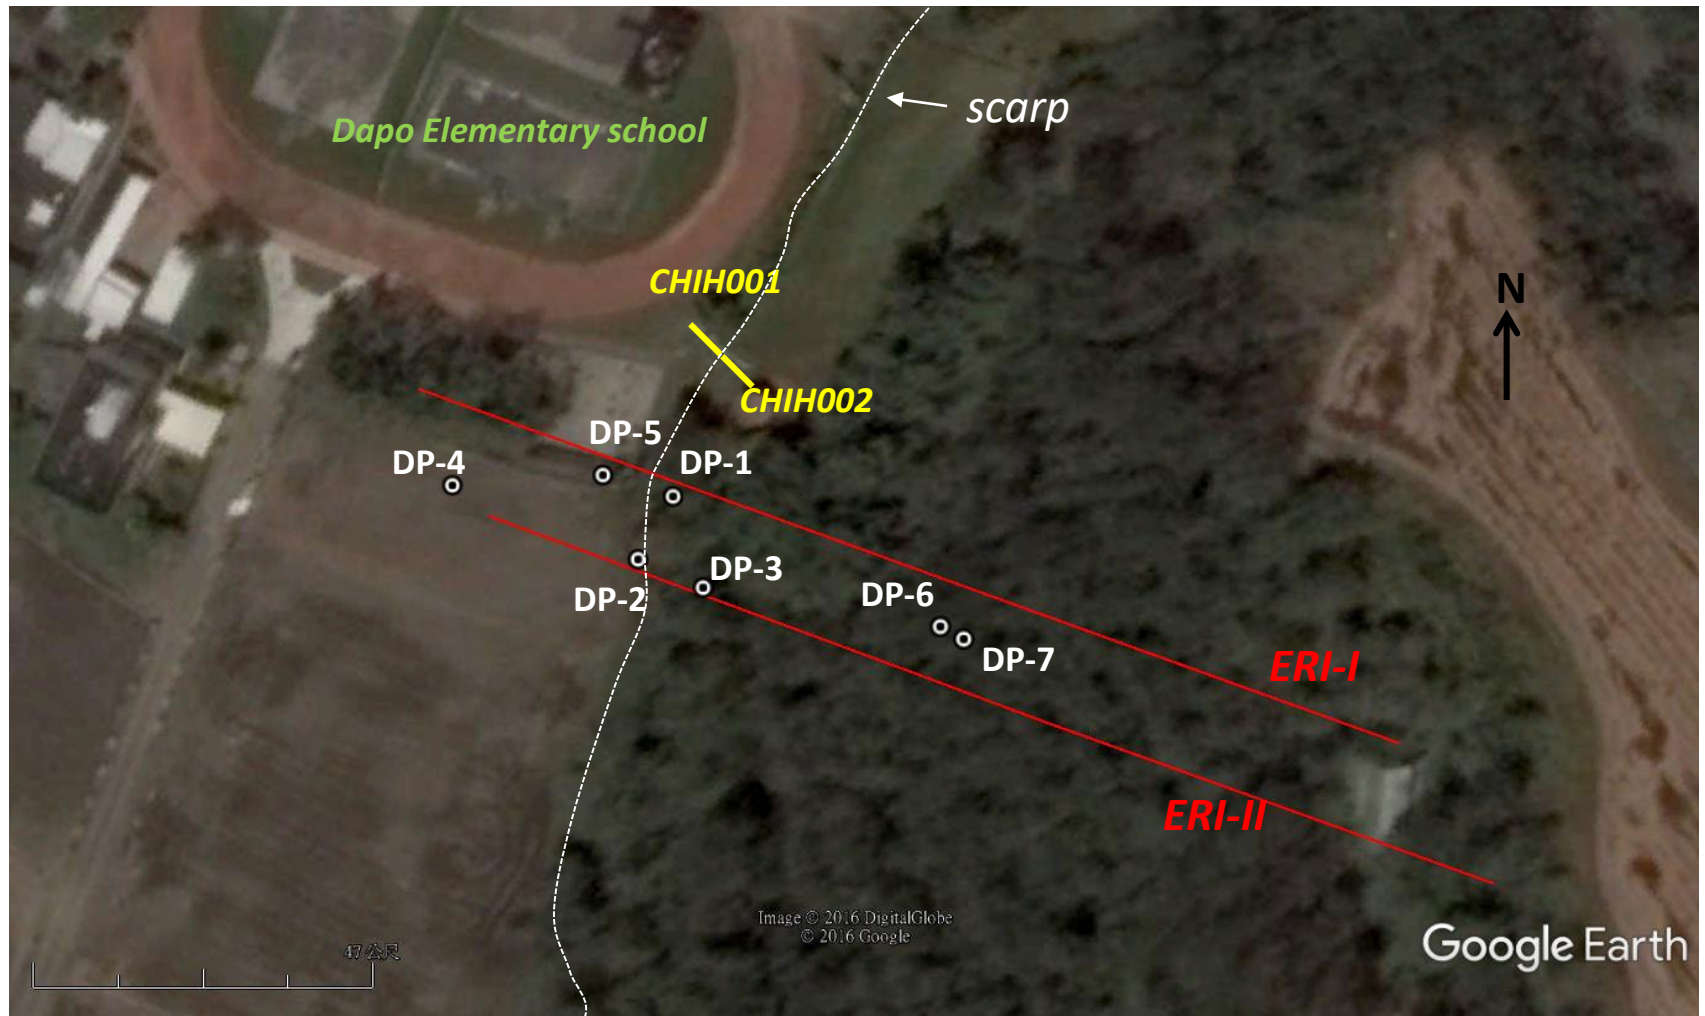 scarp
Dapo Elementary school
CHIH001
N
CHIH002
DP-5
DP-4
DP-1
DP-3
DP-2
DP-6
DP-7
ERI-I
ERI-II
Image © 2016 DigitalGlobe
© 2016 Google
47 公尺
Google Earth